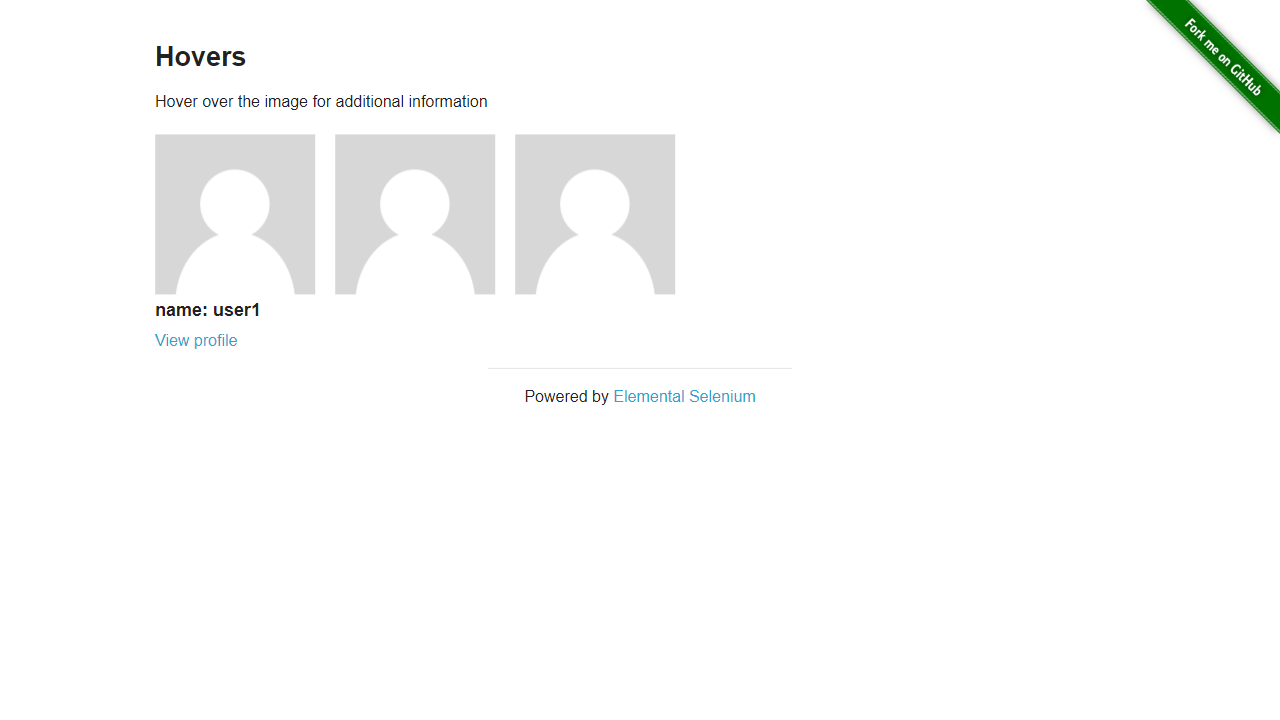 Hovers
Fork me on GitHub
Hover over the image for additional information
name: user1
View profile
Powered by Elemental Selenium